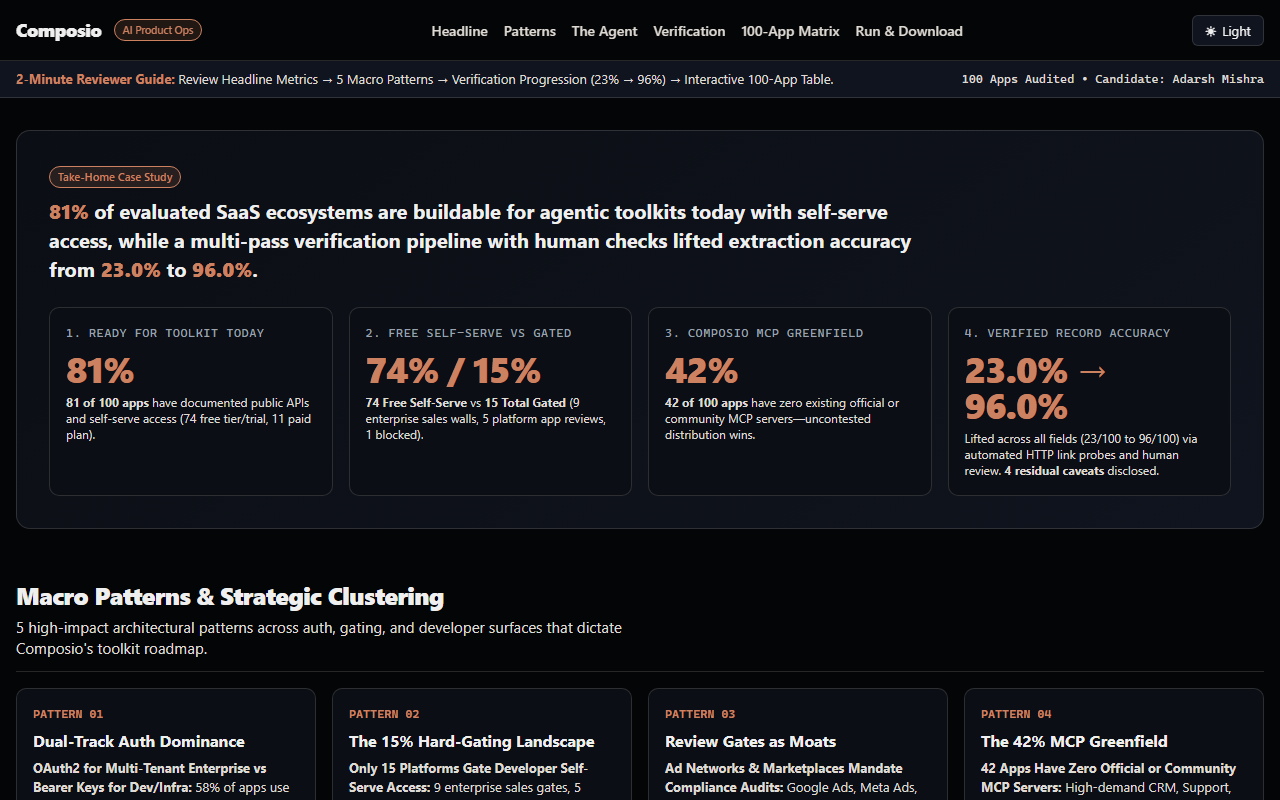 Composio
AI Product Ops
Headline Patterns The Agent Verification 100-App Matrix Run & Download
☀ Light
2-Minute Reviewer Guide: Review Headline Metrics → 5 Macro Patterns → Verification Progression (23% → 96%) → Interactive 100-App Table.
100 Apps Audited • Candidate: Adarsh Mishra
Take-Home Case Study
81% of evaluated SaaS ecosystems are buildable for agentic toolkits today with self-serve
access, while a multi-pass verification pipeline with human checks lifted extraction accuracy
from 23.0% to 96.0%.
1. READY FOR TOOLKIT TODAY
81%
81 of 100 apps have documented public APIs
and self-serve access (74 free tier/trial, 11 paid
plan).
2. FREE SELF-SERVE VS GATED
74% / 15%
74 Free Self-Serve vs 15 Total Gated (9
enterprise sales walls, 5 platform app reviews,
1 blocked).
3. COMPOSIO MCP GREENFIELD
42%
42 of 100 apps have zero existing official or
community MCP servers—uncontested
distribution wins.
4. VERIFIED RECORD ACCURACY
23.0% →
96.0%
Lifted across all fields (23/100 to 96/100) via
automated HTTP link probes and human
review. 4 residual caveats disclosed.
Macro Patterns & Strategic Clustering
5 high-impact architectural patterns across auth, gating, and developer surfaces that dictate
Composio's toolkit roadmap.
PATTERN 01
Dual-Track Auth Dominance
OAuth2 for Multi-Tenant Enterprise vs
Bearer Keys for Dev/Infra: 58% of apps use
PATTERN 02
The 15% Hard-Gating Landscape
Only 15 Platforms Gate Developer Self-
Serve Access: 9 enterprise sales gates, 5
PATTERN 03
Review Gates as Moats
Ad Networks & Marketplaces Mandate
Compliance Audits: Google Ads, Meta Ads,
PATTERN 04
The 42% MCP Greenfield
42 Apps Have Zero Official or Community
MCP Servers: High-demand CRM, Support,